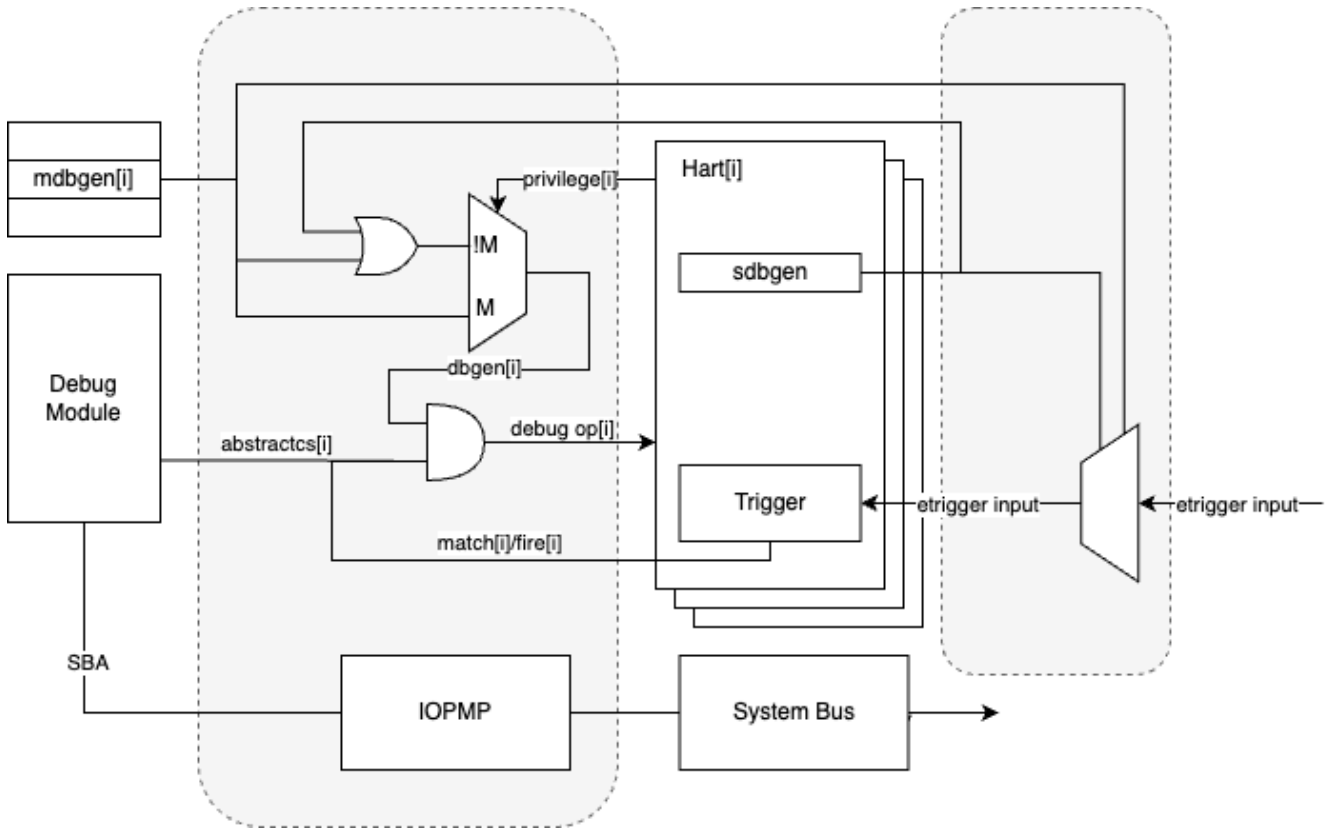 mdbgen[i]
privilege[i]
Hart[i]
!M
sdbgen
M
dbgen[i]
Debug
Module
debug op[i]
abstractcs[i]
Trigger
etrigger input
etrigger input
match[i]/fire[i]
SBA
IOPMP
System Bus